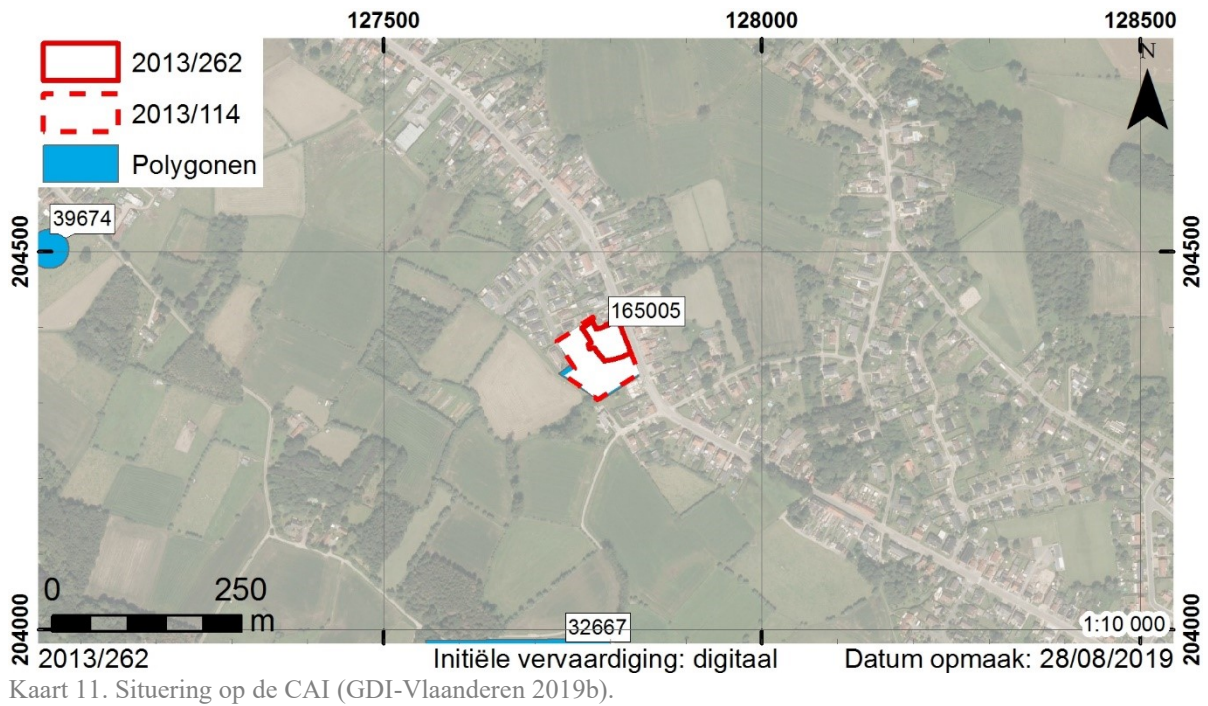 127500 128000 128500
N
2013/262
2013/114
Polygonen
39674
204500 204500
165005
0 250
m
32667
1:10 000
204000 204000
2013/262 Initiële vervaardiging: digitaal Datum opmaak: 28/08/2019
Kaart 11. Situering op de CAI (GDI-Vlaanderen 2019b).